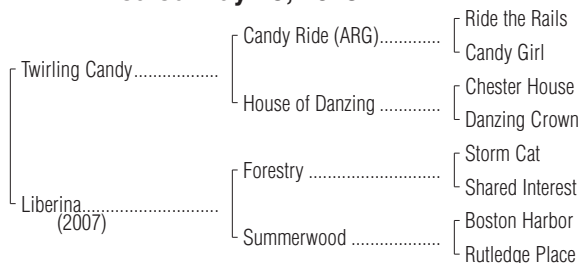 Ride the Rails
Candy Ride (ARG).............
Candy Girl
Twirling Candy..................
Chester House
House of Danzing .............
Danzing Crown
Storm Cat
Forestry ............................
Shared Interest
Liberina.............................
(2007)
Boston Harbor
Summerwood ...................
Rutledge Place